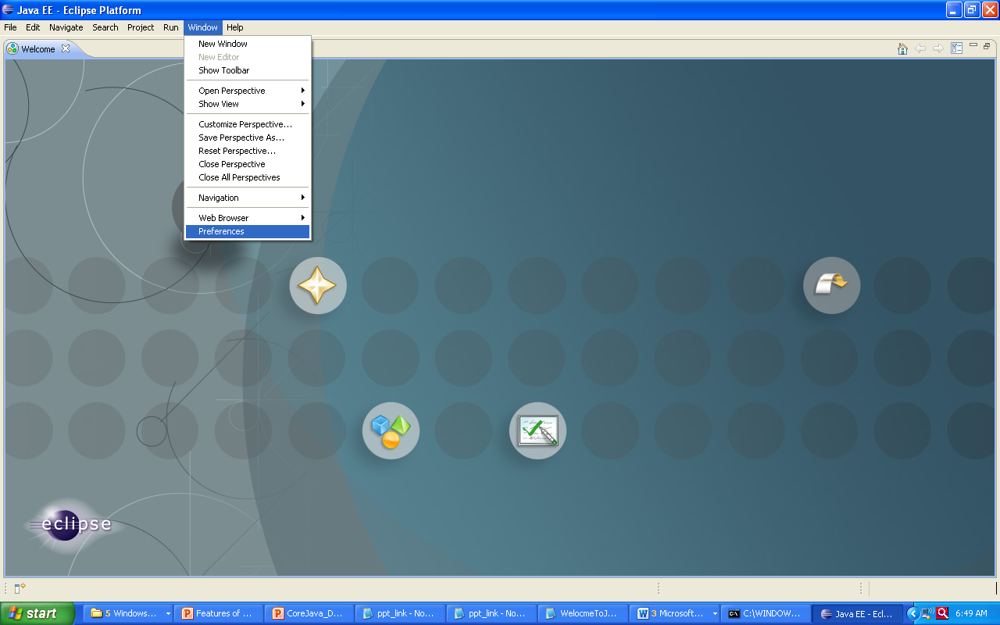 Java EE - Eclipse Platform
File Edit Navigate Search Project Run Window Help
Welcome
New Window
New Editor
Show Toolbar
Open Perspective
Show View
Customize Perspective...
Save Perspective As...
Reset Perspective...
Close Perspective
Close All Perspectives
Navigation
Web Browser
Preferences
eclipse
start 5 Windows... Features of ... CoreJava_D... ppt_link - No... ppt_link - No... WelocmeToJ... 3 Microsoft... C:\WINDOW... Java EE - Ecl... 6:49 AM